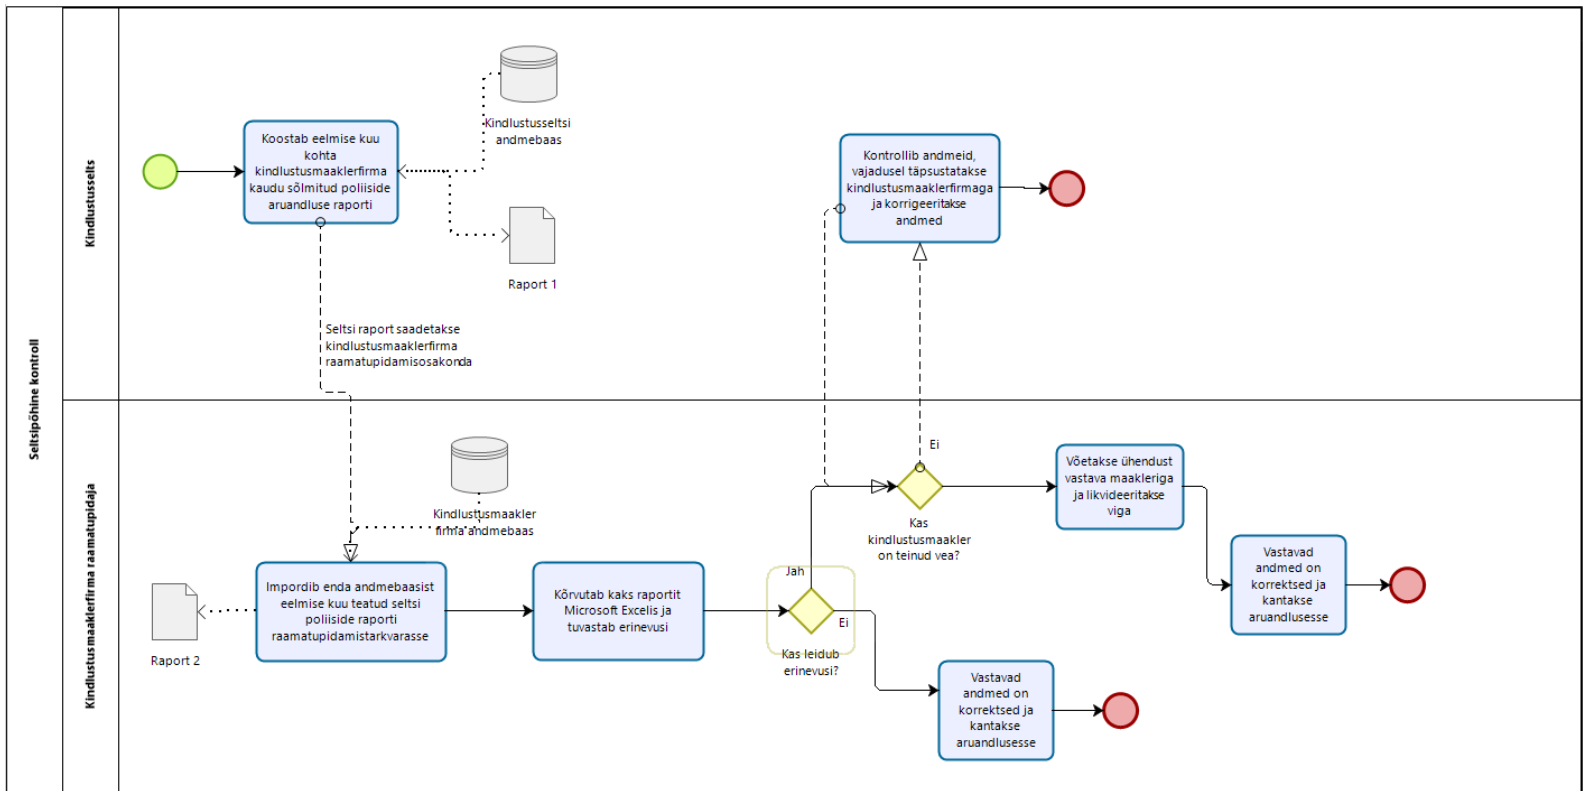 Seltsipõhine kontroll
Kindlustusselts
Koostab eelmise kuu
kohta
kindlustusmaaklerfirma
kaudu sõlmitud poliiside
aruandluse raporti
Kindlustusseltsi
andmebaas
Raport 1
Seltsi raport saadetakse
kindlustusmaaklerfirma
raamatupidamisosakonda
Kontrollib andmeid,
vajadusel täpsustatakse
kindlustusmaaklerfirmaga
ja korrigeeritakse
andmed
Kindlustusmaaklerfirma raamatupidaja
Kindlustusmaakler
firma andmebaas
Raport 2
Impordib enda andmebaasist
eelmise kuu teatud seltsi
poliiside raporti
raamatupidamistarkvarasse
Kõrvutab kaks raportit
Microsoft Excelis ja
tuvastab erinevusi
Jah
Ei
Kas leidub
erinevusi?
Ei
Kas
kindlustusmaakler
on teinud vea?
Võetakse ühendust
vastava maakleriga
ja likvideeritakse
viga
Vastavad
andmed on
korrektsed ja
kantakse
aruandlusesse
Vastavad
andmed on
korrektsed ja
kantakse
aruandlusesse